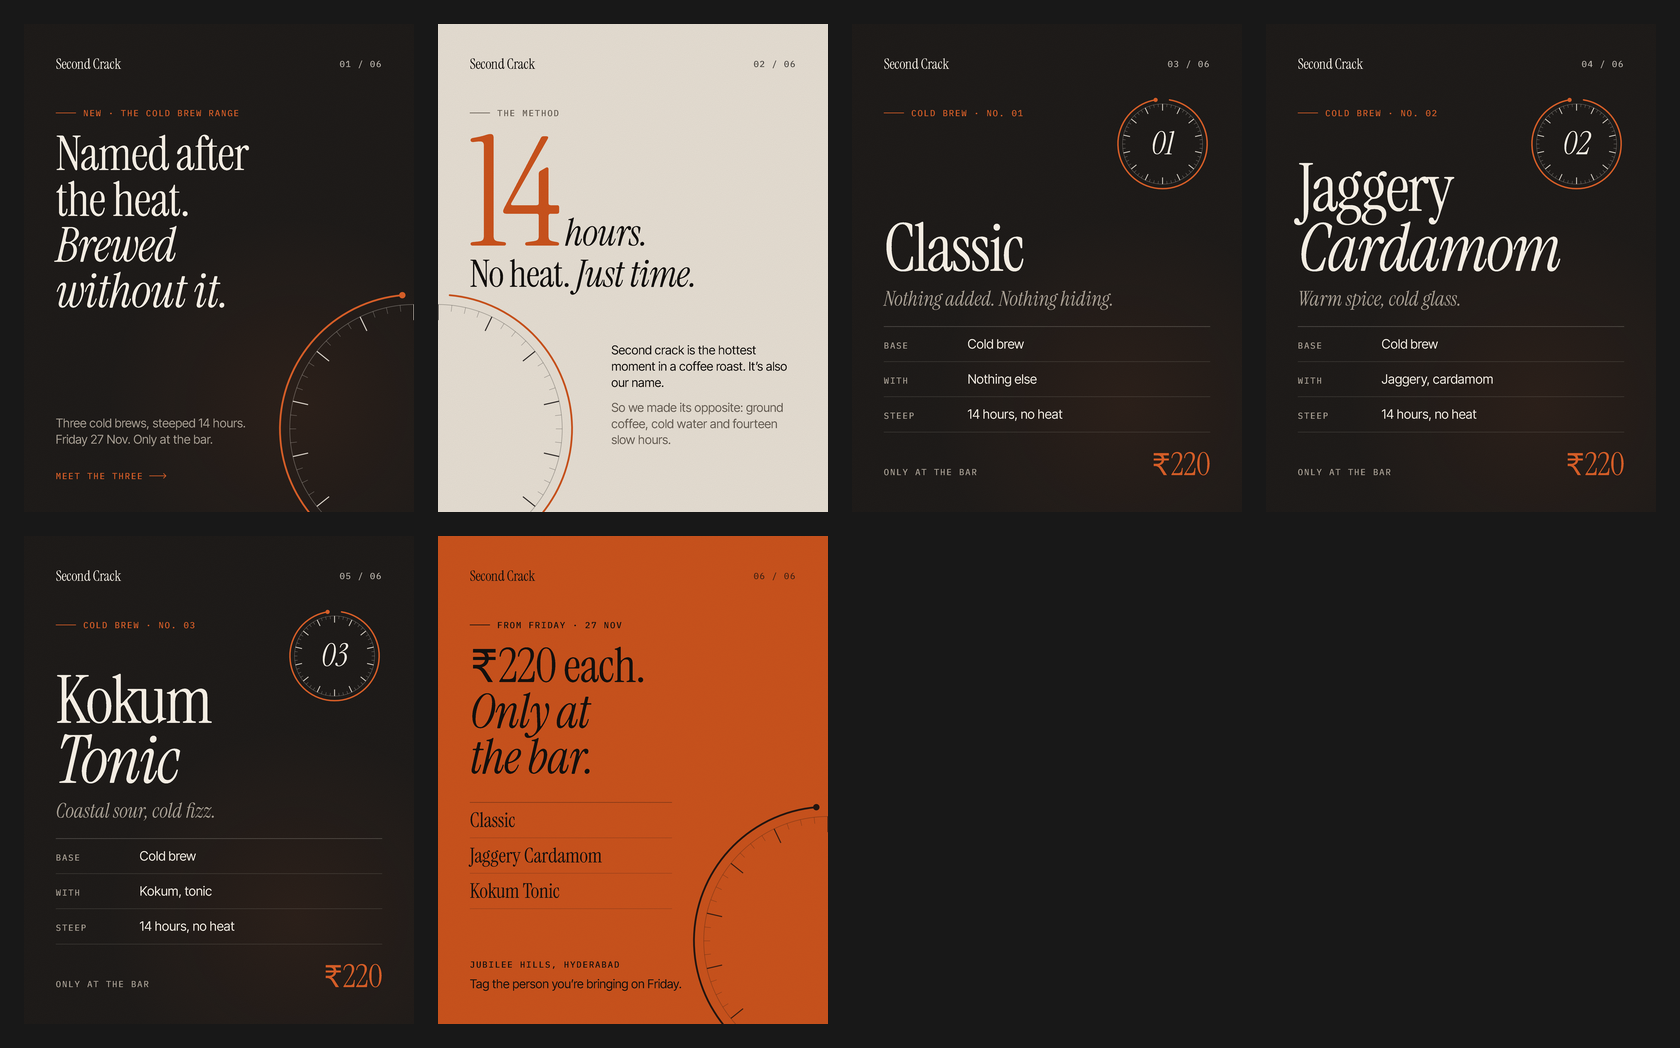 Second Crack
01 / 06
NEW · THE COLD BREW RANGE
Named after
the heat.
Brewed
without it.
Three cold brews, steeped 14 hours.
Friday 27 Nov. Only at the bar.
MEET THE THREE
Second Crack
02 / 06
THE METHOD
14 hours.
No heat. Just time.
Second crack is the hottest
moment in a coffee roast. It’s also
our name.
So we made its opposite: ground
coffee, cold water and fourteen
slow hours.
Second Crack
03 / 06
COLD BREW · NO. 01
01
Classic
Nothing added. Nothing hiding.
BASE Cold brew
WITH Nothing else
STEEP 14 hours, no heat
ONLY AT THE BAR ₹220
Second Crack
04 / 06
COLD BREW · NO. 02
02
Jaggery
Cardamom
Warm spice, cold glass.
BASE Cold brew
WITH Jaggery, cardamom
STEEP 14 hours, no heat
ONLY AT THE BAR ₹220
Second Crack
05 / 06
COLD BREW · NO. 03
03
Kokum
Tonic
Coastal sour, cold fizz.
BASE Cold brew
WITH Kokum, tonic
STEEP 14 hours, no heat
ONLY AT THE BAR ₹220
Second Crack
06 / 06
FROM FRIDAY · 27 NOV
₹220 each.
Only at
the bar.
Classic
Jaggery Cardamom
Kokum Tonic
JUBILEE HILLS, HYDERABAD
Tag the person you’re bringing on Friday.